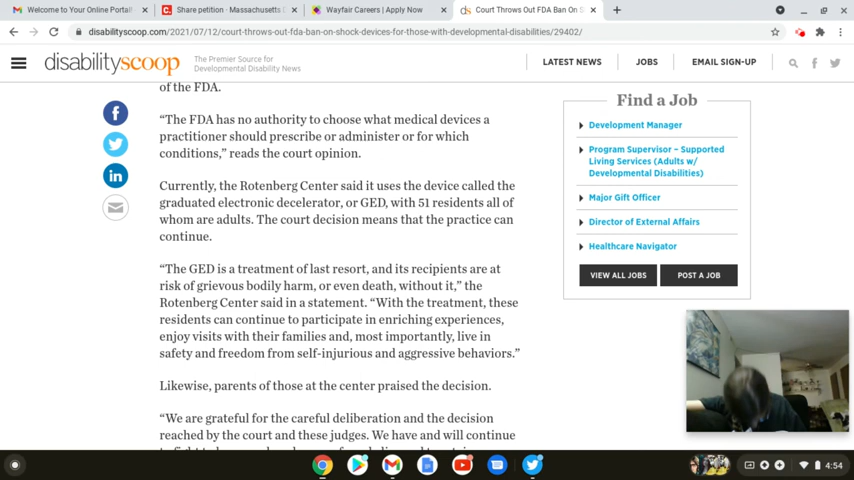 Welcome to Your Online Portal
Share petition · Massachusetts D
Wayfair Careers | Apply Now
Court Throws Out FDA Ban On S
disabilityscoop.com/2021/07/12/court-throws-out-fda-ban-on-shock-devices-for-those-with-developmental-disabilities/29402/
disabilityscoop
The Premier Source for
Developmental Disability News
LATEST NEWS
JOBS
EMAIL SIGN-UP
of the FDA.
“The FDA has no authority to choose what medical devices a
practitioner should prescribe or administer or for which
conditions,” reads the court opinion.
Currently, the Rotenberg Center said it uses the device called the
graduated electronic decelerator, or GED, with 51 residents all of
whom are adults. The court decision means that the practice can
continue.
“The GED is a treatment of last resort, and its recipients are at
risk of grievous bodily harm, or even death, without it,” the
Rotenberg Center said in a statement. “With the treatment, these
residents can continue to participate in enriching experiences,
enjoy visits with their families and, most importantly, live in
safety and freedom from self-injurious and aggressive behaviors.”
Likewise, parents of those at the center praised the decision.
“We are grateful for the careful deliberation and the decision
reached by the court and these judges. We have and will continue
Find a Job
Development Manager
Program Supervisor – Supported
Living Services (Adults w/
Developmental Disabilities)
Major Gift Officer
Director of External Affairs
Healthcare Navigator
VIEW ALL JOBS
POST A JOB
4:54